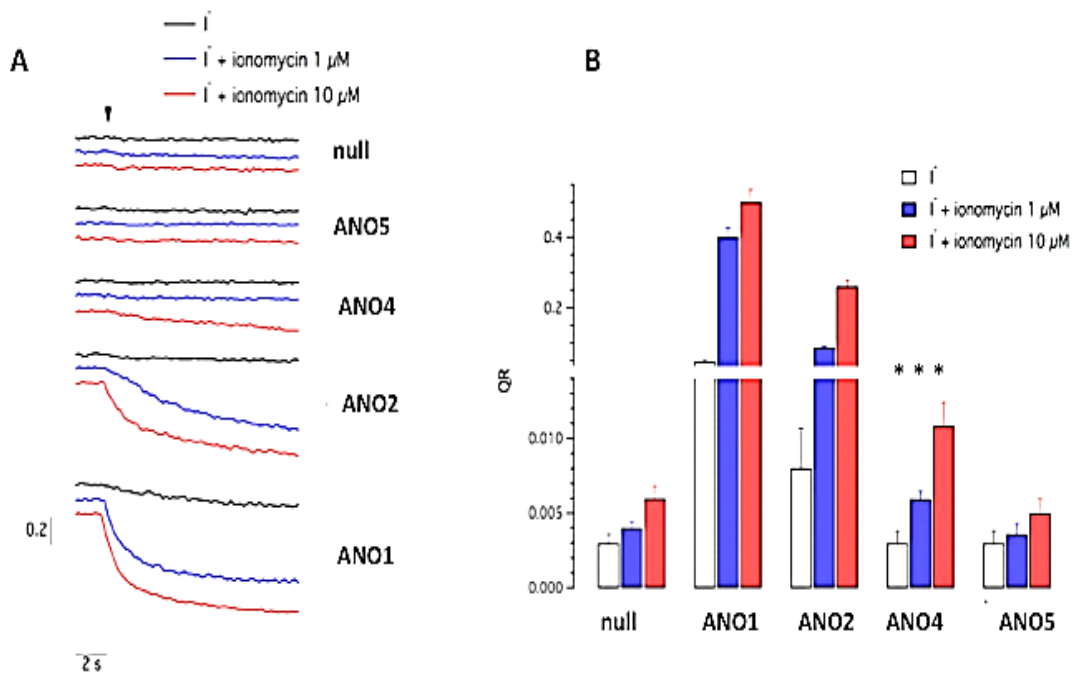 A
I⁻
I⁻ + ionomycin 1 µM
I⁻ + ionomycin 10 µM
null
ANO5
ANO4
ANO2
ANO1
0.2
2 s
B
I⁻
I⁻ + ionomycin 1 µM
I⁻ + ionomycin 10 µM
QR
0.4
0.2
0.010
0.005
0.000
* * *
null
ANO1
ANO2
ANO4
ANO5